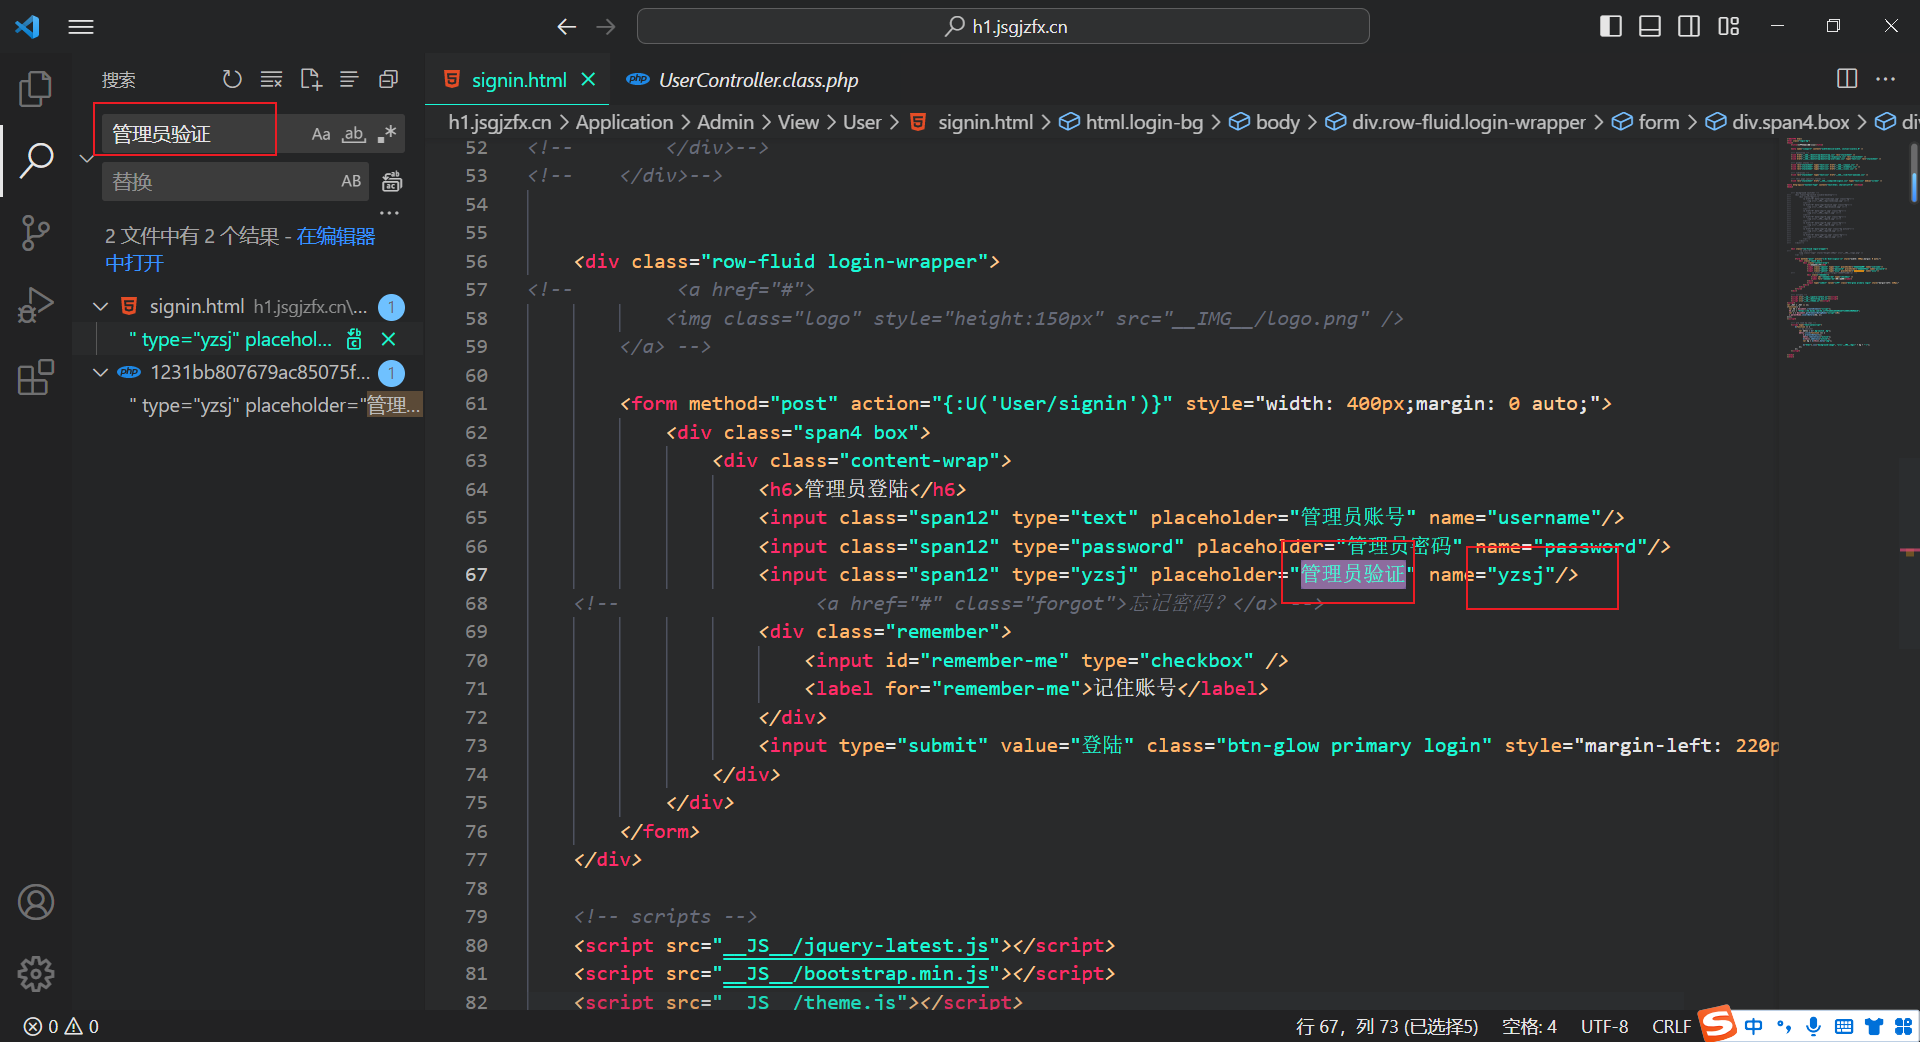 h1.jsgjzfx.cn
搜索
管理员验证
Aa
ab
替换
AB
2 文件中有 2 个结果 - 在编辑器
中打开
signin.html h1.jsgjzfx.cn\... 1
" type="yzsj" placehol...
1231bb807679ac85075f... 1
" type="yzsj" placeholder="管理...
signin.html
UserController.class.php
h1.jsgjzfx.cn > Application > Admin > View > User > signin.html > html.login-bg > body > div.row-fluid.login-wrapper > form > div.span4.box > di
52 <!-- </div>-->
53 <!-- </div>-->
54
55
56 <div class="row-fluid login-wrapper">
57 <!-- <a href="#">
58 <img class="logo" style="height:150px" src="__IMG__/logo.png" />
59 </a> -->
60
61 <form method="post" action="{:U('User/signin')}" style="width: 400px;margin: 0 auto;">
62 <div class="span4 box">
63 <div class="content-wrap">
64 <h6>管理员登陆</h6>
65 <input class="span12" type="text" placeholder="管理员账号" name="username"/>
66 <input class="span12" type="password" placeholder="管理员密码" name="password"/>
67 <input class="span12" type="yzsj" placeholder="管理员验证" name="yzsj"/>
68 <!-- <a href="#" class="forgot">忘记密码？</a> -->
69 <div class="remember">
70 <input id="remember-me" type="checkbox" />
71 <label for="remember-me">记住账号</label>
72 </div>
73 <input type="submit" value="登陆" class="btn-glow primary login" style="margin-left: 220p
74 </div>
75 </div>
76 </form>
77 </div>
78
79 <!-- scripts -->
80 <script src="__JS__/jquery-latest.js"></script>
81 <script src="__JS__/bootstrap.min.js"></script>
82 <script src="__JS__/theme.js"></script>
0 0
行 67，列 73 (已选择5)
空格: 4
UTF-8
CRLF
中